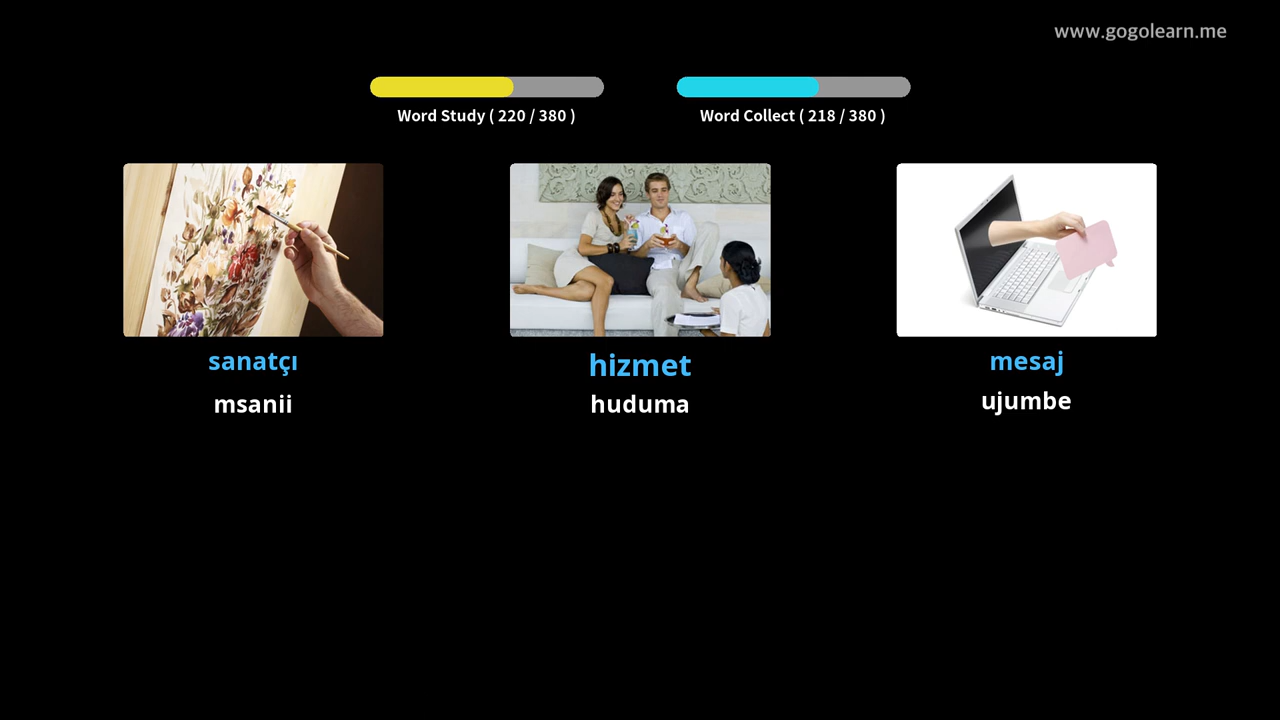 www.gogolearn.me
Word Study ( 220 / 380 )
Word Collect ( 218 / 380 )
sanatçı
msanii
hizmet
huduma
mesaj
ujumbe